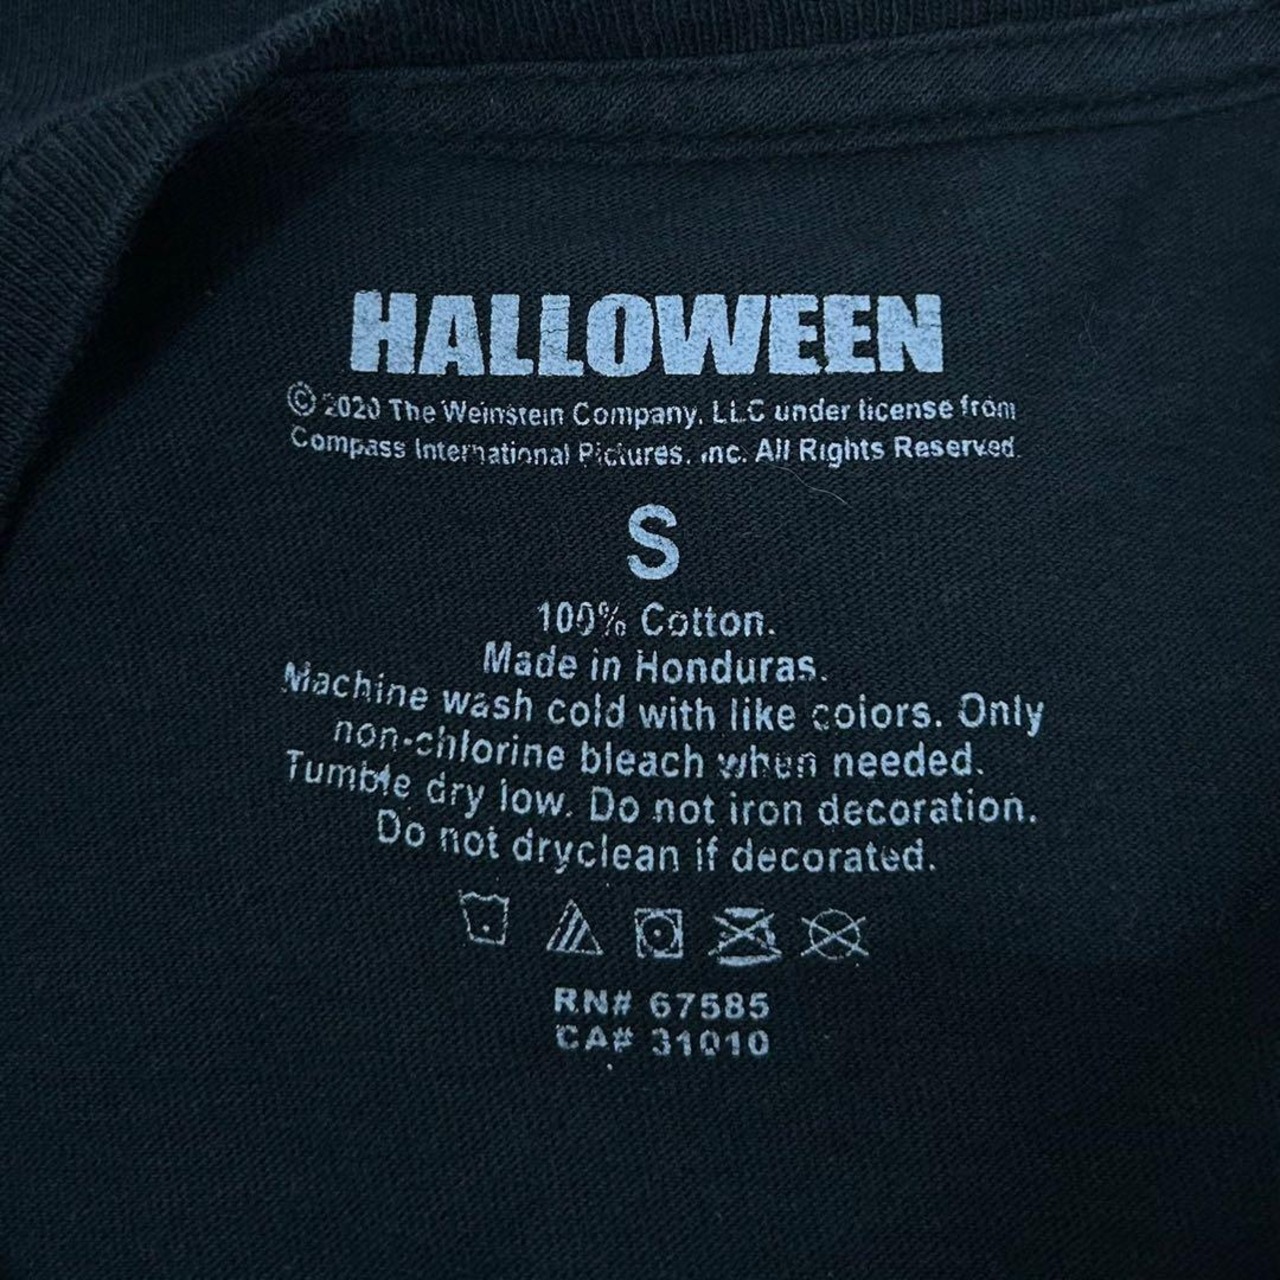 HALLOWEEN
© 2020 The Weinstein Company, LLC under license from
Compass International Pictures, Inc. All Rights Reserved.
S
100% Cotton.
Made in Honduras.
Machine wash cold with like colors. Only
non-chlorine bleach when needed.
Tumble dry low. Do not iron decoration.
Do not dryclean if decorated.
RN# 67585
CA# 31010